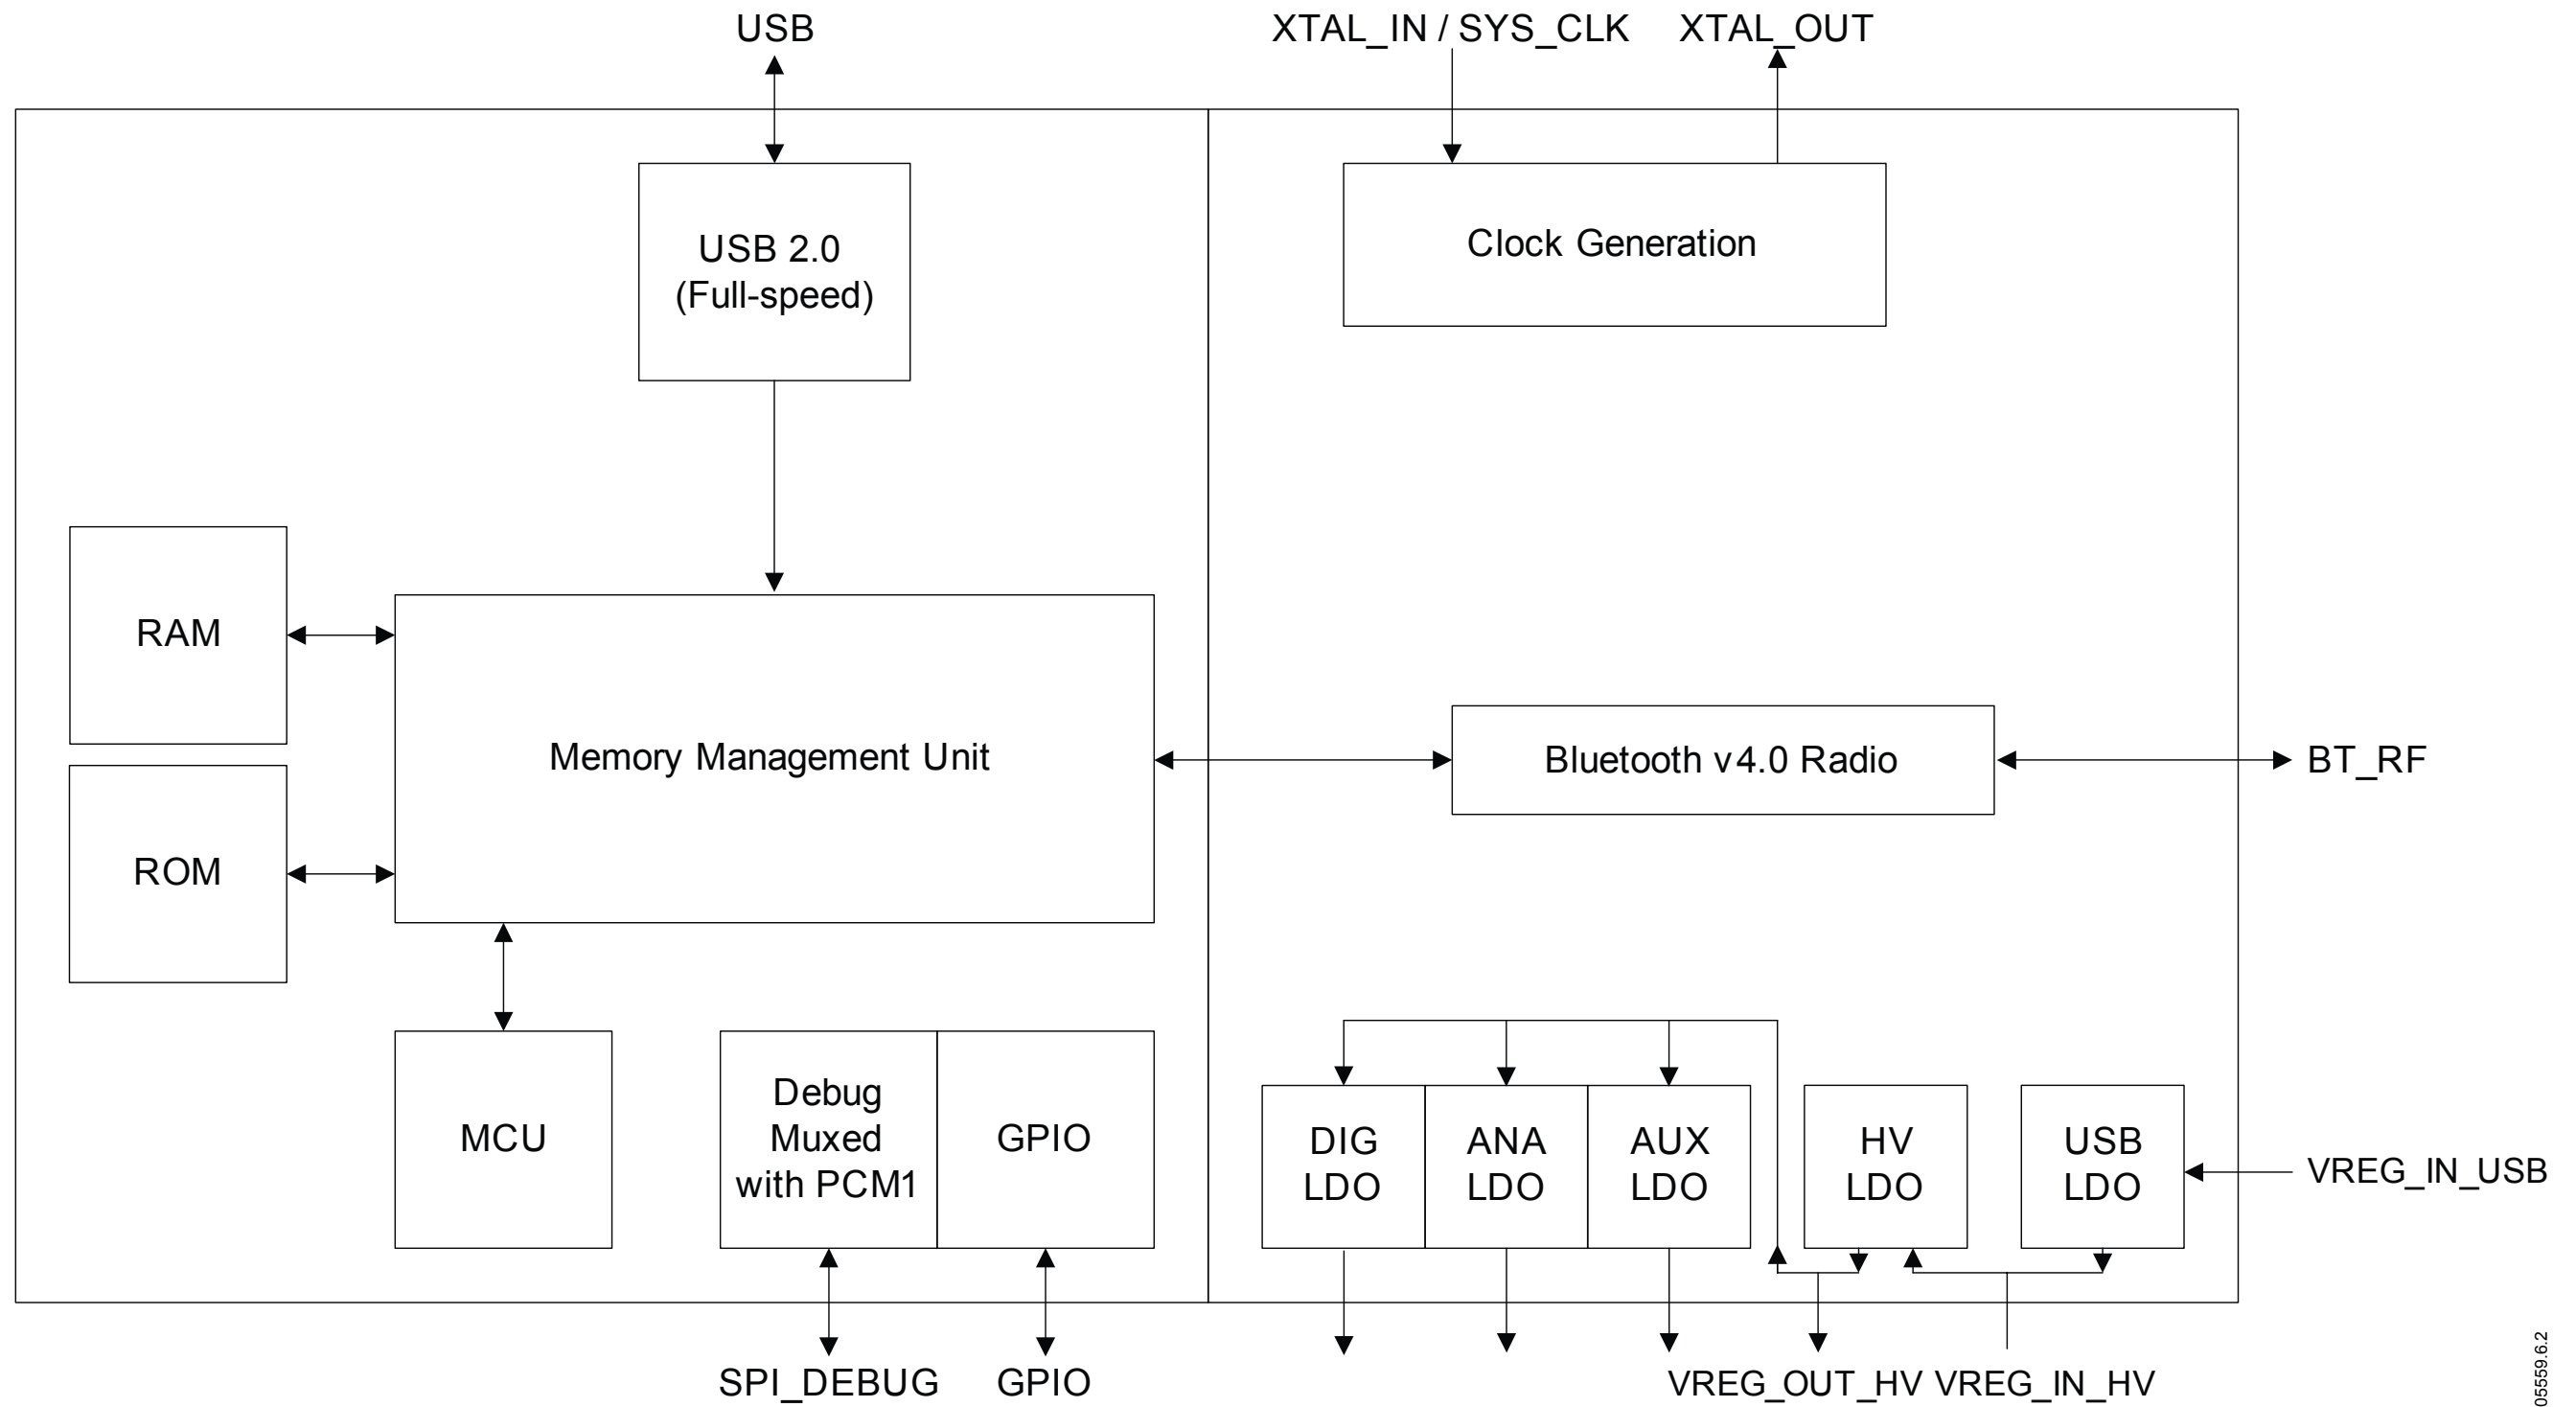 USB
XTAL_IN / SYS_CLK
XTAL_OUT
USB 2.0
(Full-speed)
Clock Generation
RAM
Memory Management Unit
Bluetooth v4.0 Radio
BT_RF
ROM
MCU
Debug
Muxed
with PCM1
GPIO
DIG
LDO
ANA
LDO
AUX
LDO
HV
LDO
USB
LDO
VREG_IN_USB
SPI_DEBUG
GPIO
VREG_OUT_HV
VREG_IN_HV
05559.6.2